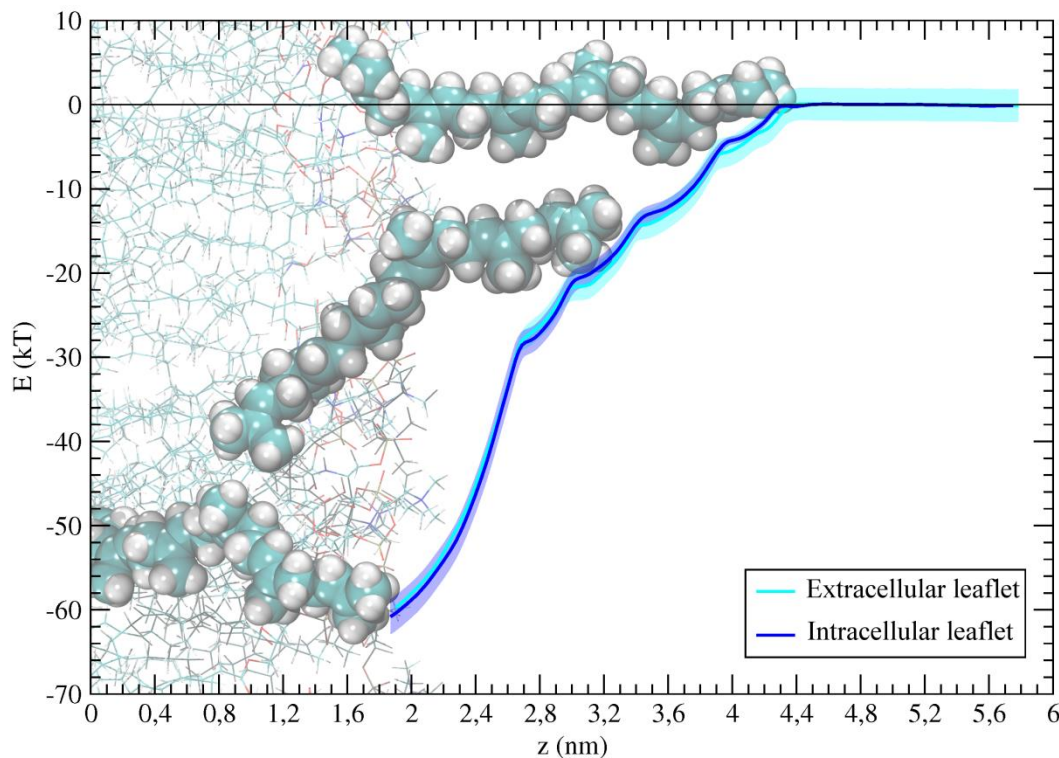 10
0
-10
-20
-30
-40
-50
-60
-70
E (kT)
0 0,4 0,8 1,2 1,6 2 2,4 2,8 3,2 3,6 4 4,4 4,8 5,2 5,6 6
z (nm)
Extracellular leaflet
Intracellular leaflet